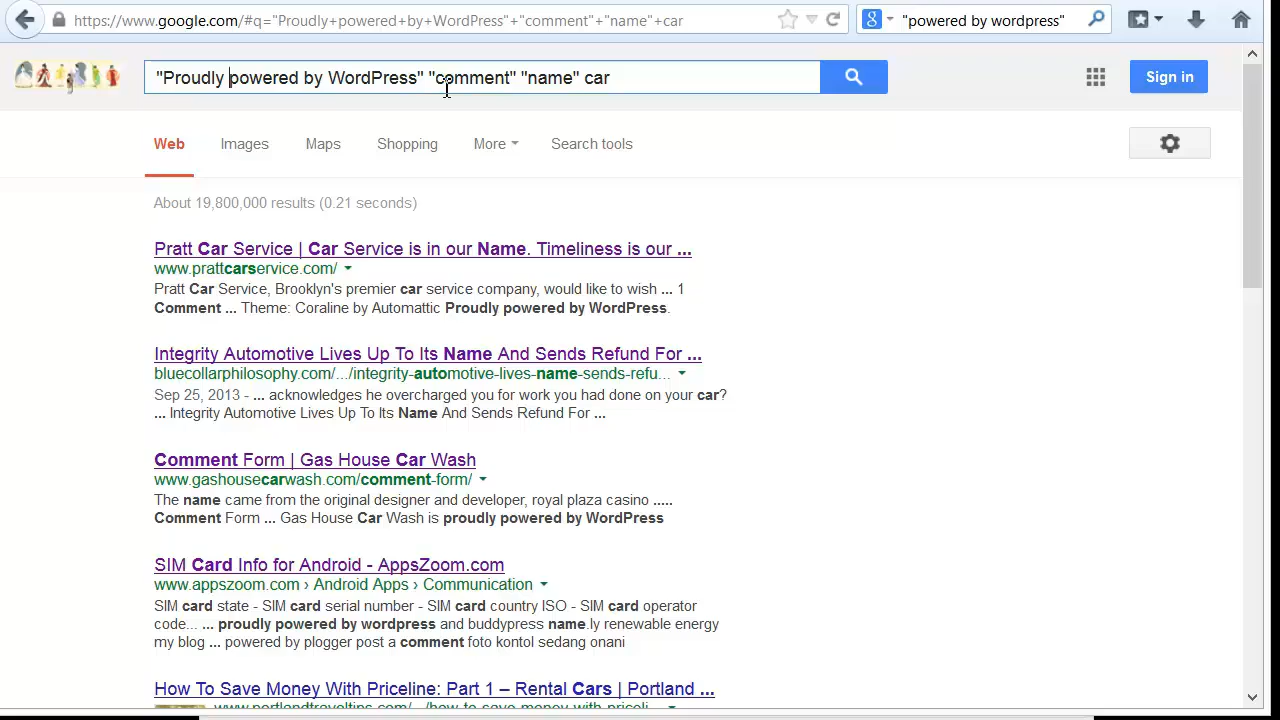 https://www.google.com/#q="Proudly+powered+by+WordPress"+"comment"+"name"+car
"powered by wordpress"
"Proudly powered by WordPress" "comment" "name" car
Sign in
Web Images Maps Shopping More Search tools
About 19,800,000 results (0.21 seconds)
Pratt Car Service | Car Service is in our Name. Timeliness is our ...
www.prattcarservice.com/
Pratt Car Service, Brooklyn's premier car service company, would like to wish ... 1
Comment ... Theme: Coraline by Automattic Proudly powered by WordPress.
Integrity Automotive Lives Up To Its Name And Sends Refund For ...
bluecollarphilosophy.com/.../integrity-automotive-lives-name-sends-refu...
Sep 25, 2013 - ... acknowledges he overcharged you for work you had done on your car?
... Integrity Automotive Lives Up To Its Name And Sends Refund For ...
Comment Form | Gas House Car Wash
www.gashousecarwash.com/comment-form/
The name came from the original designer and developer, royal plaza casino .....
Comment Form ... Gas House Car Wash is proudly powered by WordPress
SIM Card Info for Android - AppsZoom.com
www.appszoom.com › Android Apps › Communication
SIM card state - SIM card serial number - SIM card country ISO - SIM card operator
code... ... proudly powered by wordpress and buddypress name.ly renewable energy
my blog ... powered by plogger post a comment foto kontol sedang onani
How To Save Money With Priceline: Part 1 – Rental Cars | Portland ...
www.portlandtraveltips.com/.../how-to-save-money-with-priceli...